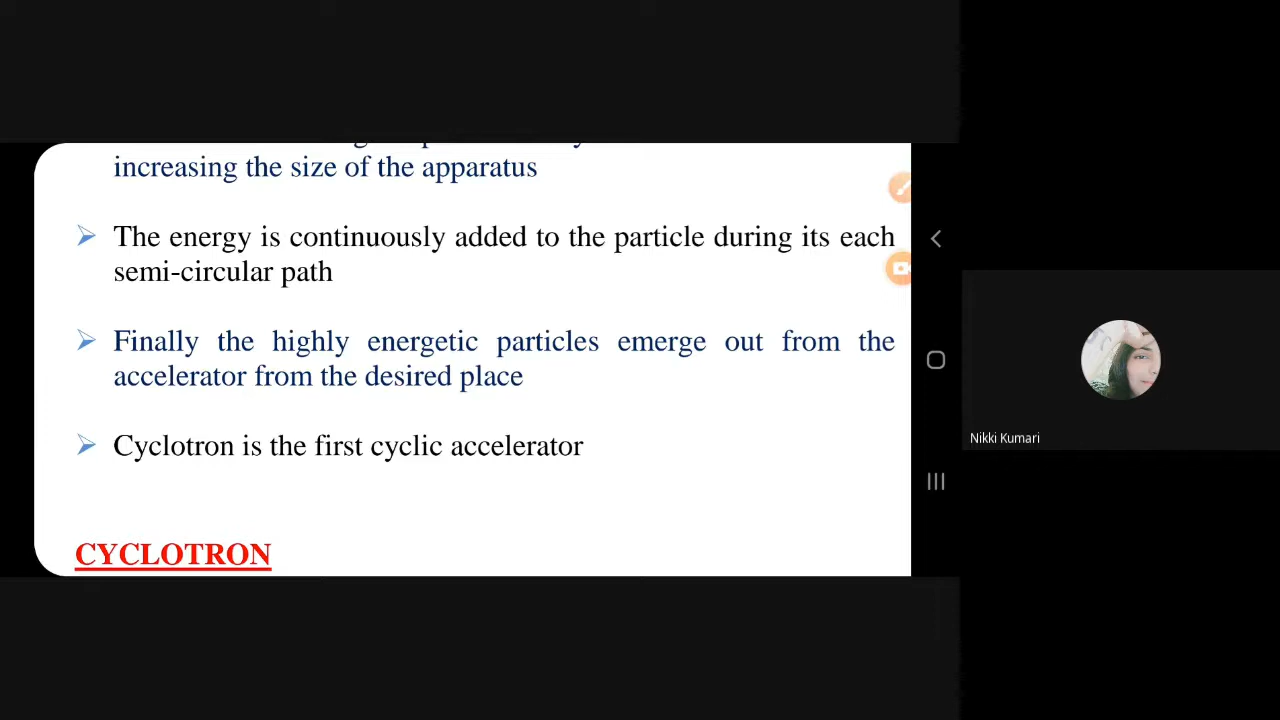 increasing the size of the apparatus
The energy is continuously added to the particle during its each
semi-circular path
Finally the highly energetic particles emerge out from the
accelerator from the desired place
Cyclotron is the first cyclic accelerator
CYCLOTRON
Nikki Kumari